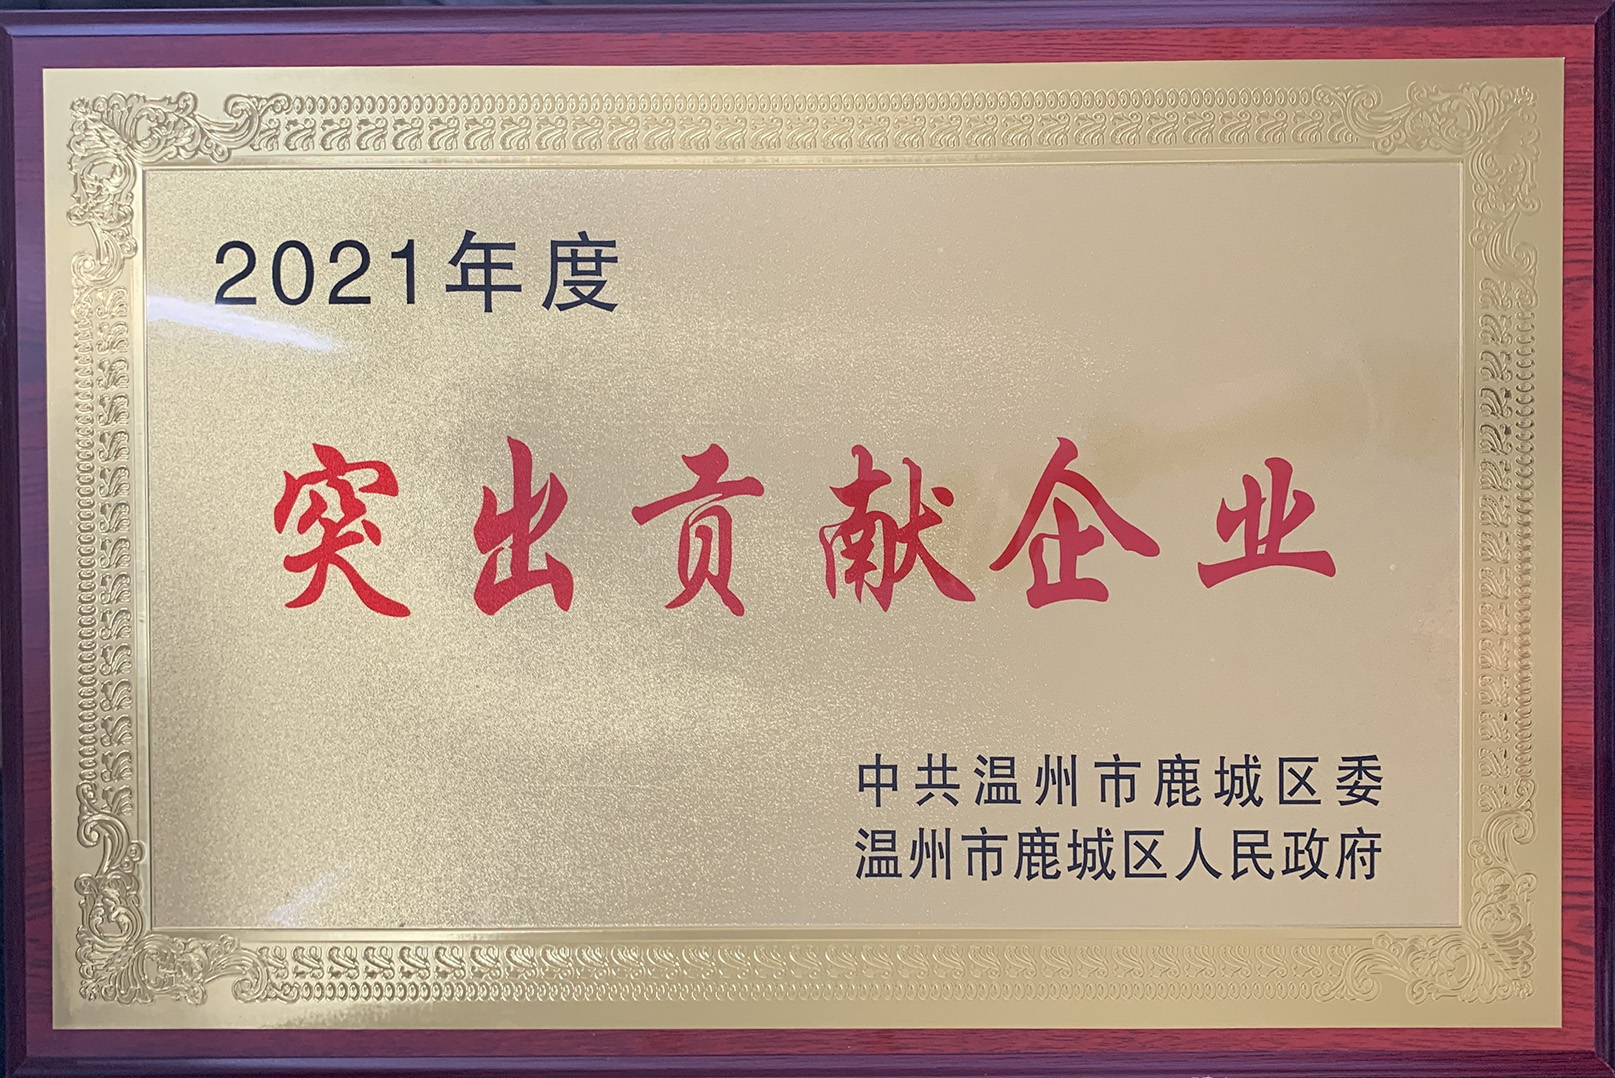 2021年度
突出贡献企业
中共温州市鹿城区委
温州市鹿城区人民政府